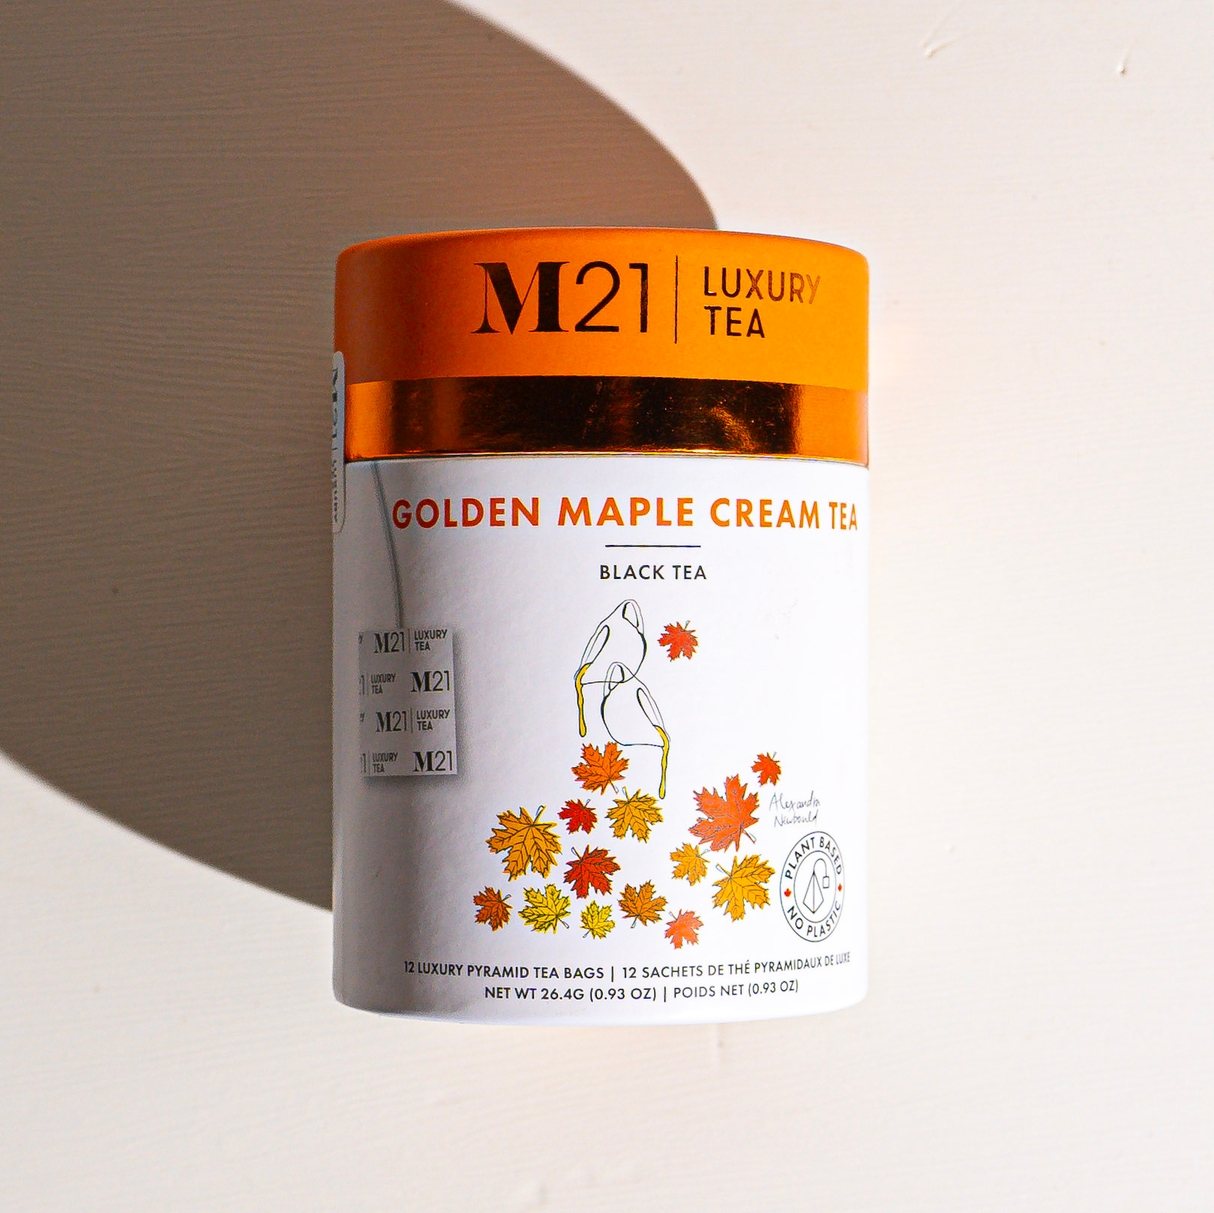 M21 | LUXURY
TEA
GOLDEN MAPLE CREAM TEA
BLACK TEA
M21 | LUXURY
TEA
LUXURY
TEA
M21
M21 | LUXURY
TEA
LUXURY
TEA
M21
Alexandra
Newbould
PLANT BASED
NO PLASTIC
12 LUXURY PYRAMID TEA BAGS | 12 SACHETS DE THÉ PYRAMIDAUX DE LUXE
NET WT 26.4G (0.93 OZ) | POIDS NET (0.93 OZ)